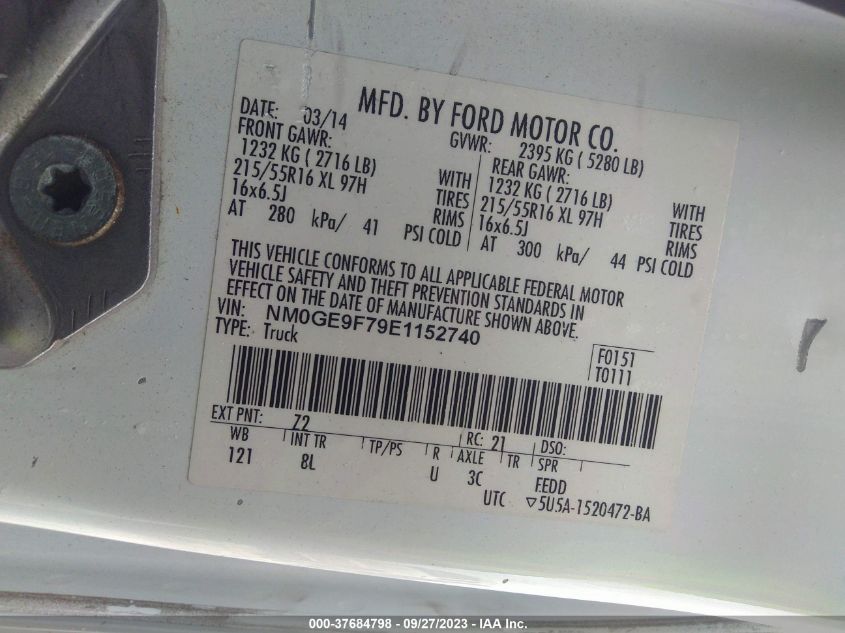 MFD. BY FORD MOTOR CO.
DATE: 03/14
GVWR: 2395 KG ( 5280 LB)
FRONT GAWR:
1232 KG ( 2716 LB) WITH
215/55R16 XL 97H TIRES
16x6.5J RIMS
AT 280 kPa/ 41 PSI COLD
REAR GAWR:
1232 KG ( 2716 LB) WITH
215/55R16 XL 97H TIRES
16x6.5J RIMS
AT 300 kPa/ 44 PSI COLD
THIS VEHICLE CONFORMS TO ALL APPLICABLE FEDERAL MOTOR
VEHICLE SAFETY AND THEFT PREVENTION STANDARDS IN
EFFECT ON THE DATE OF MANUFACTURE SHOWN ABOVE.
VIN: NM0GE9F79E1152740
TYPE: Truck
F0151
T0111
EXT PNT: Z2 RC: 21 DSO:
WB INT TR TP/PS R AXLE TR SPR
121 8L U 3C F.EDD
UTC ▽5U5A-1520472-BA
000-37684798 - 09/27/2023 - IAA Inc.